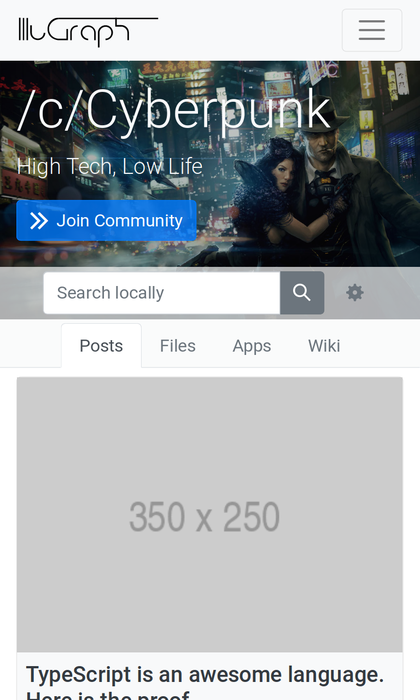 IlluGraph
/c/Cyberpunk
High Tech, Low Life
Join Community
Search locally
Posts Files Apps Wiki
350 x 250
TypeScript is an awesome language.
Here is the proof